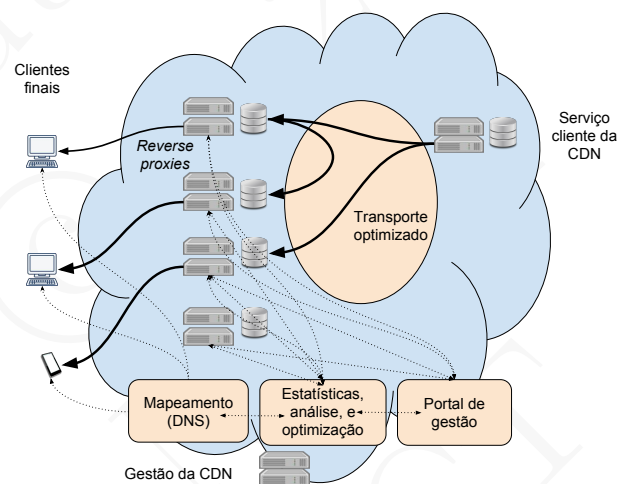 Clientes
finais
Serviço
cliente da
CDN
Reverse
proxies
Transporte
optimizado
Mapeamento
(DNS)
Estatísticas,
análise, e
optimização
Portal de
gestão
Gestão da CDN